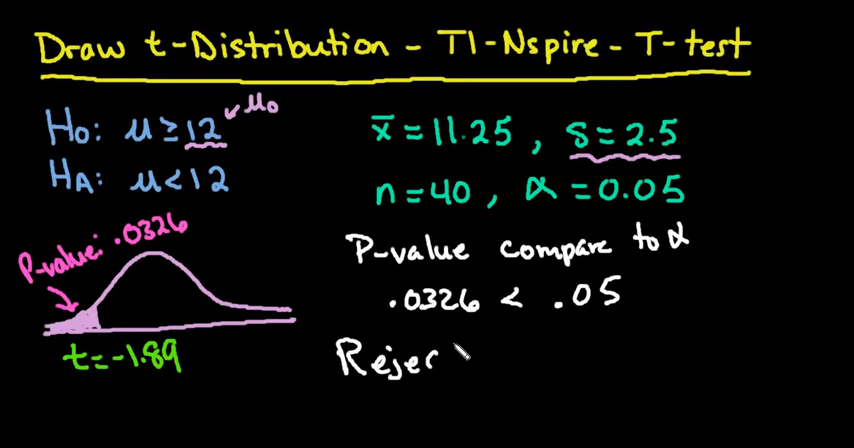 Draw t-Distribution - TI-Nspire - T-test
H0: μ ≥ 12 μ0
HA: μ < 12
x̄ = 11.25, s = 2.5
n = 40, α = 0.05
P-value: .0326
t = -1.89
P-value compare to α
.0326 < .05
Rejec